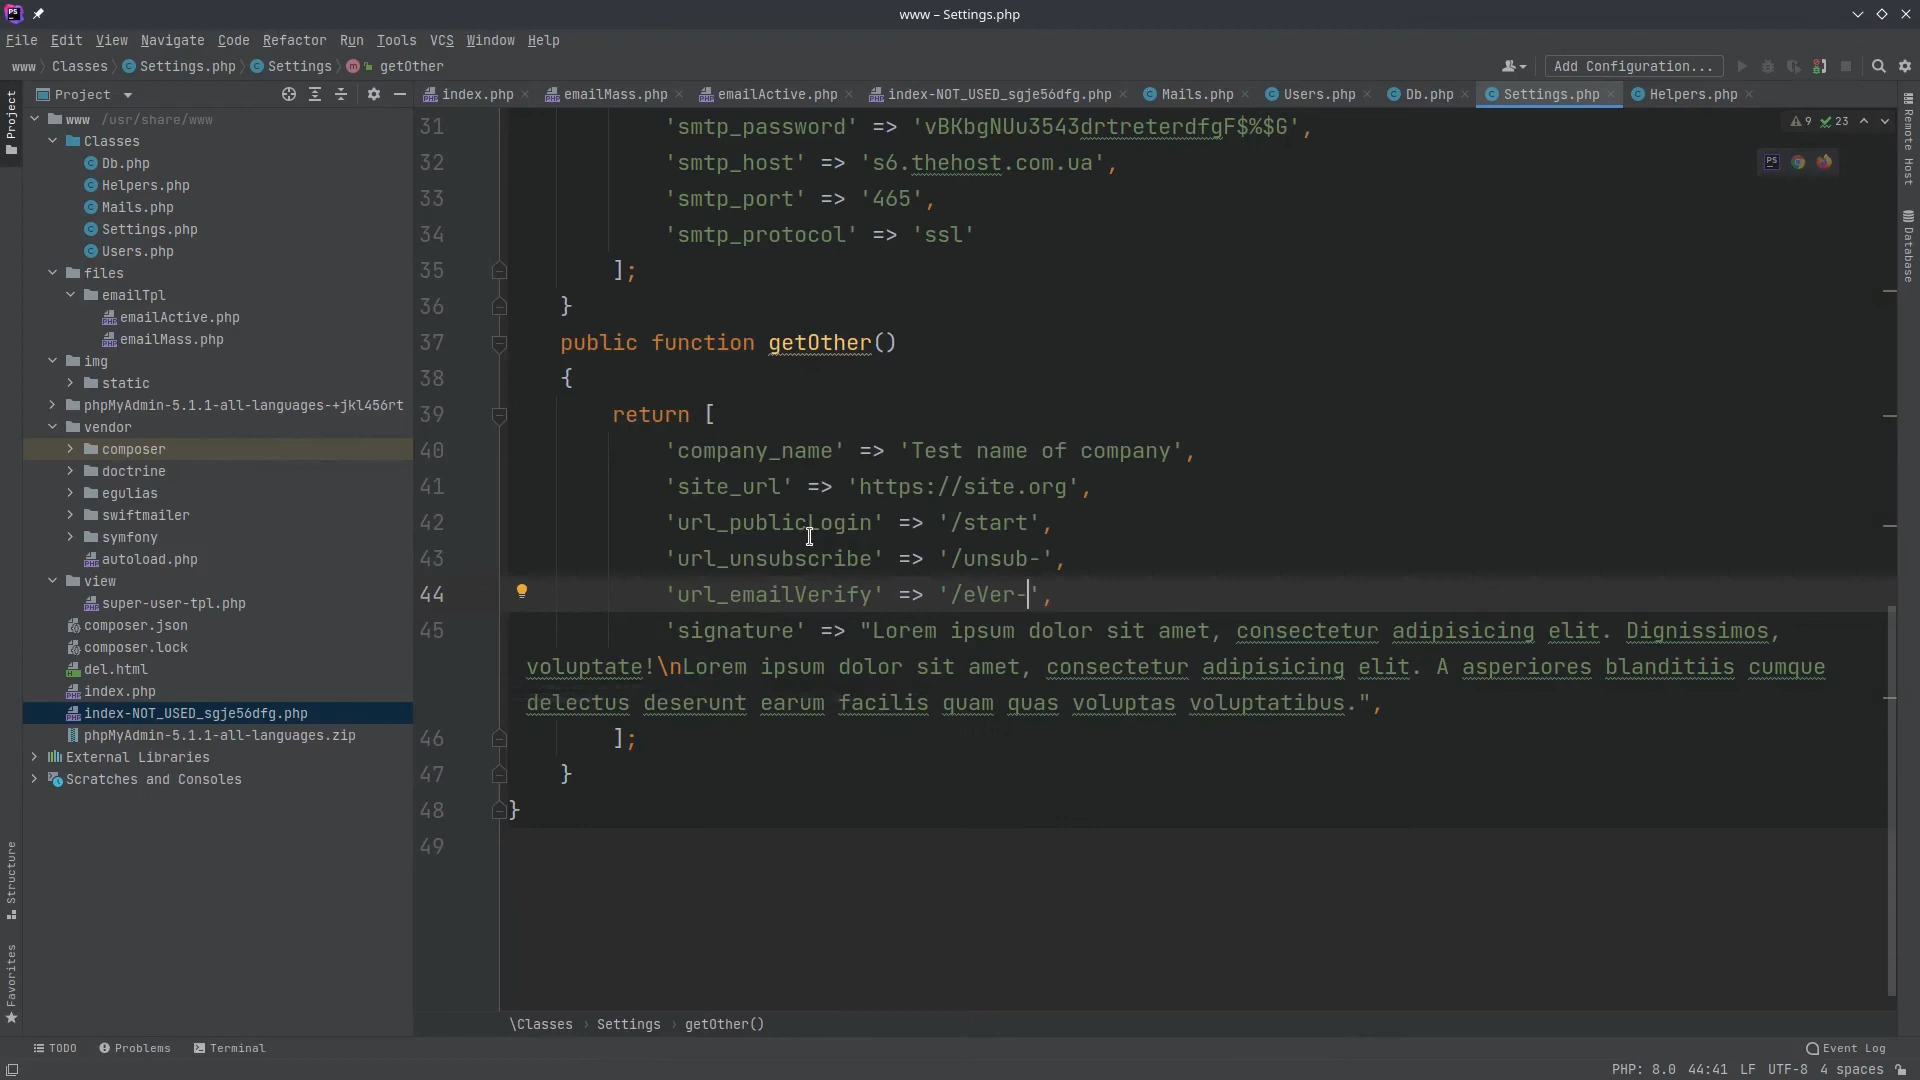 www – Settings.php
File Edit View Navigate Code Refactor Run Tools VCS Window Help
www Classes Settings.php Settings getOther
Add Configuration...
Project
index.php emailMass.php emailActive.php index-NOT_USED_sgje56dfg.php Mails.php Users.php Db.php Settings.php Helpers.php
Project
Structure
Favorites
www /usr/share/www
Classes
Db.php
Helpers.php
Mails.php
Settings.php
Users.php
files
emailTpl
emailActive.php
emailMass.php
img
static
phpMyAdmin-5.1.1-all-languages-+jkl456rt
vendor
composer
doctrine
egulias
swiftmailer
symfony
autoload.php
view
super-user-tpl.php
composer.json
composer.lock
del.html
index.php
index-NOT_USED_sgje56dfg.php
phpMyAdmin-5.1.1-all-languages.zip
External Libraries
Scratches and Consoles
31 'smtp_password' => 'vBKbgNUu3543drtreterdfgF$%$G',
32 'smtp_host' => 's6.thehost.com.ua',
33 'smtp_port' => '465',
34 'smtp_protocol' => 'ssl'
35 ];
36 }
37 public function getOther()
38 {
39 return [
40 'company_name' => 'Test name of company',
41 'site_url' => 'https://site.org',
42 'url_publicLogin' => '/start',
43 'url_unsubscribe' => '/unsub-',
44 'url_emailVerify' => '/eVer-',
45 'signature' => "Lorem ipsum dolor sit amet, consectetur adipisicing elit. Dignissimos,
voluptate!\nLorem ipsum dolor sit amet, consectetur adipisicing elit. A asperiores blanditiis cumque
delectus deserunt earum facilis quam quas voluptas voluptatibus.",
46 ];
47 }
48 }
49
9 23
PS
Remote Host
Database
\Classes Settings getOther()
TODO Problems Terminal Event Log
PHP: 8.0 44:41 LF UTF-8 4 spaces